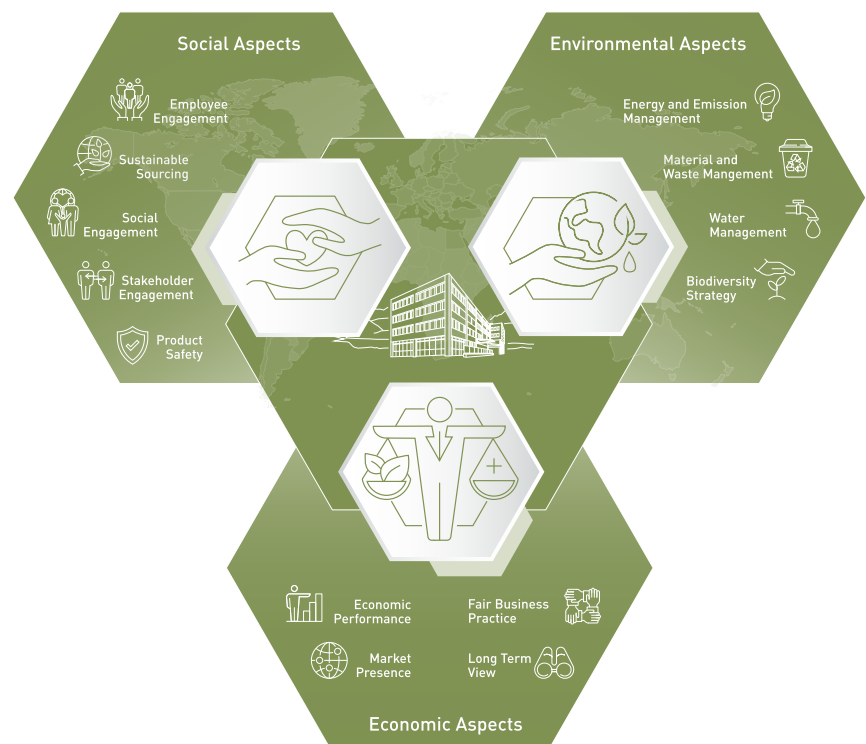 Social Aspects
Employee
Engagement
Sustainable
Sourcing
Social
Engagement
Stakeholder
Engagement
Product
Safety
Environmental Aspects
Energy and Emission
Management
Material and
Waste Mangement
Water
Management
Biodiversity
Strategy
Economic
Performance
Fair Business
Practice
Market
Presence
Long Term
View
Economic Aspects